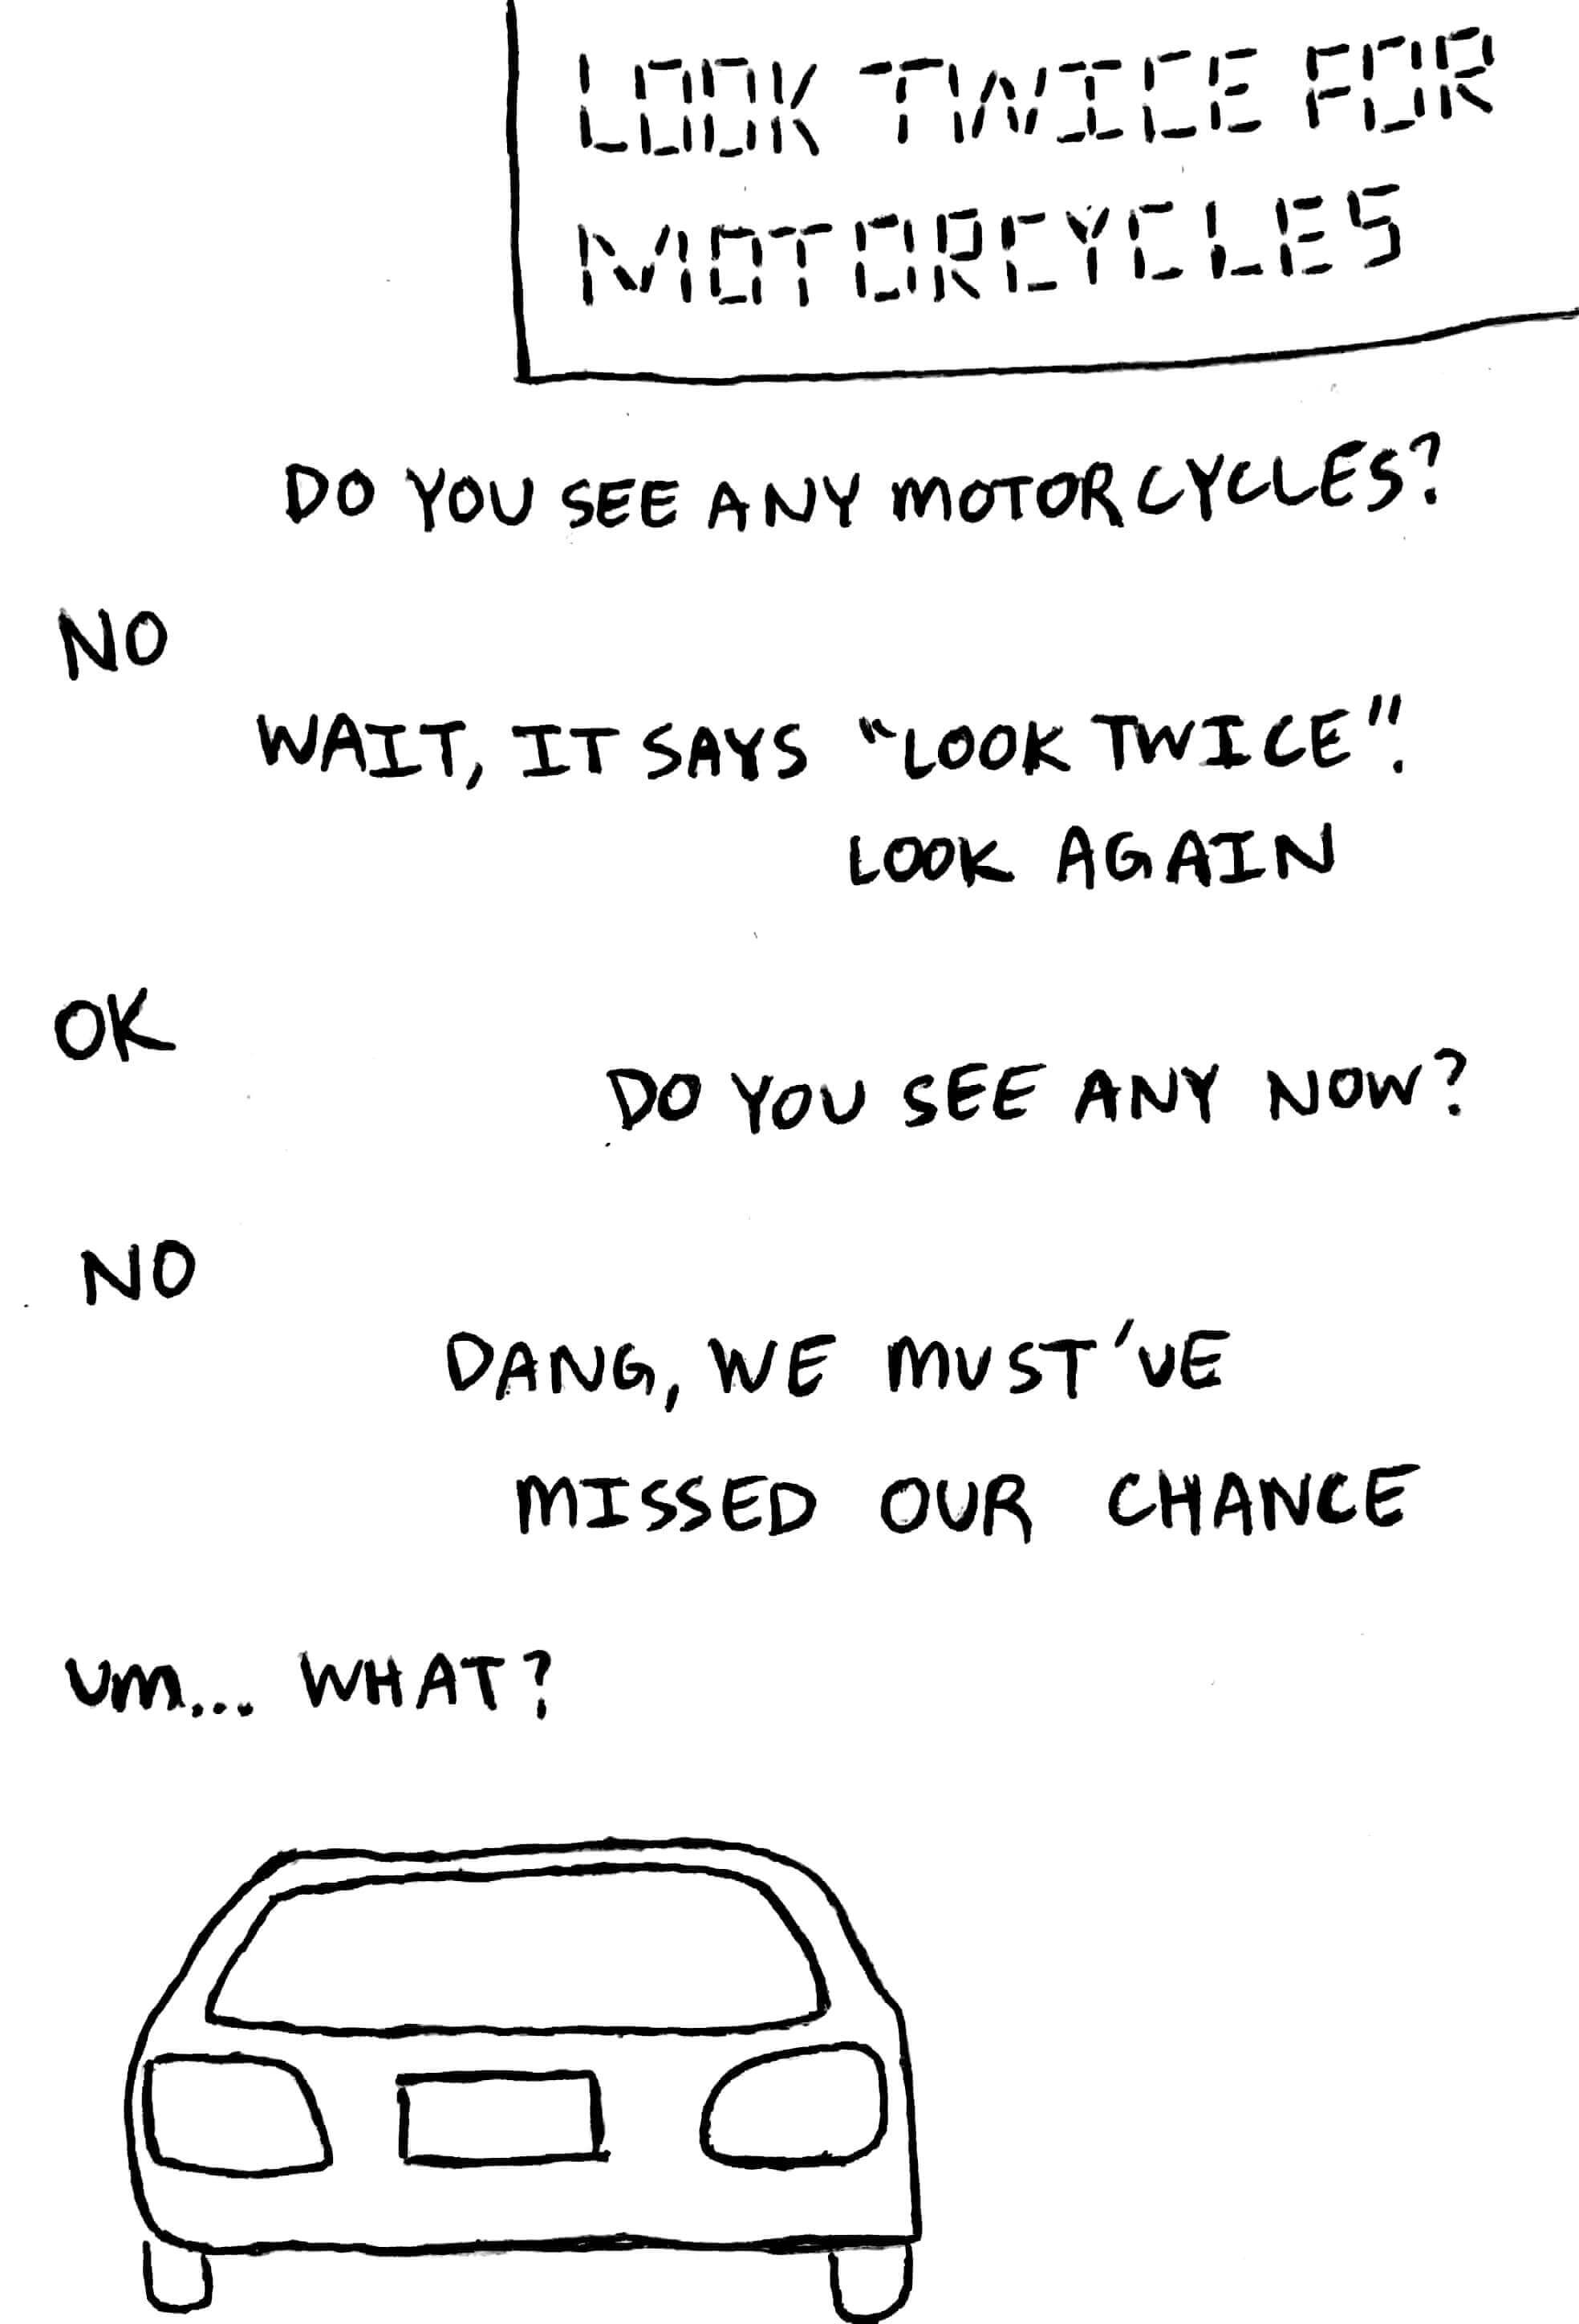 LOOK TWICE FOR
MOTORCYCLES
DO YOU SEE ANY MOTORCYCLES?
NO
WAIT, IT SAYS "LOOK TWICE".
LOOK AGAIN
OK
DO YOU SEE ANY NOW?
NO
DANG, WE MUST'VE
MISSED OUR CHANCE
UM... WHAT?